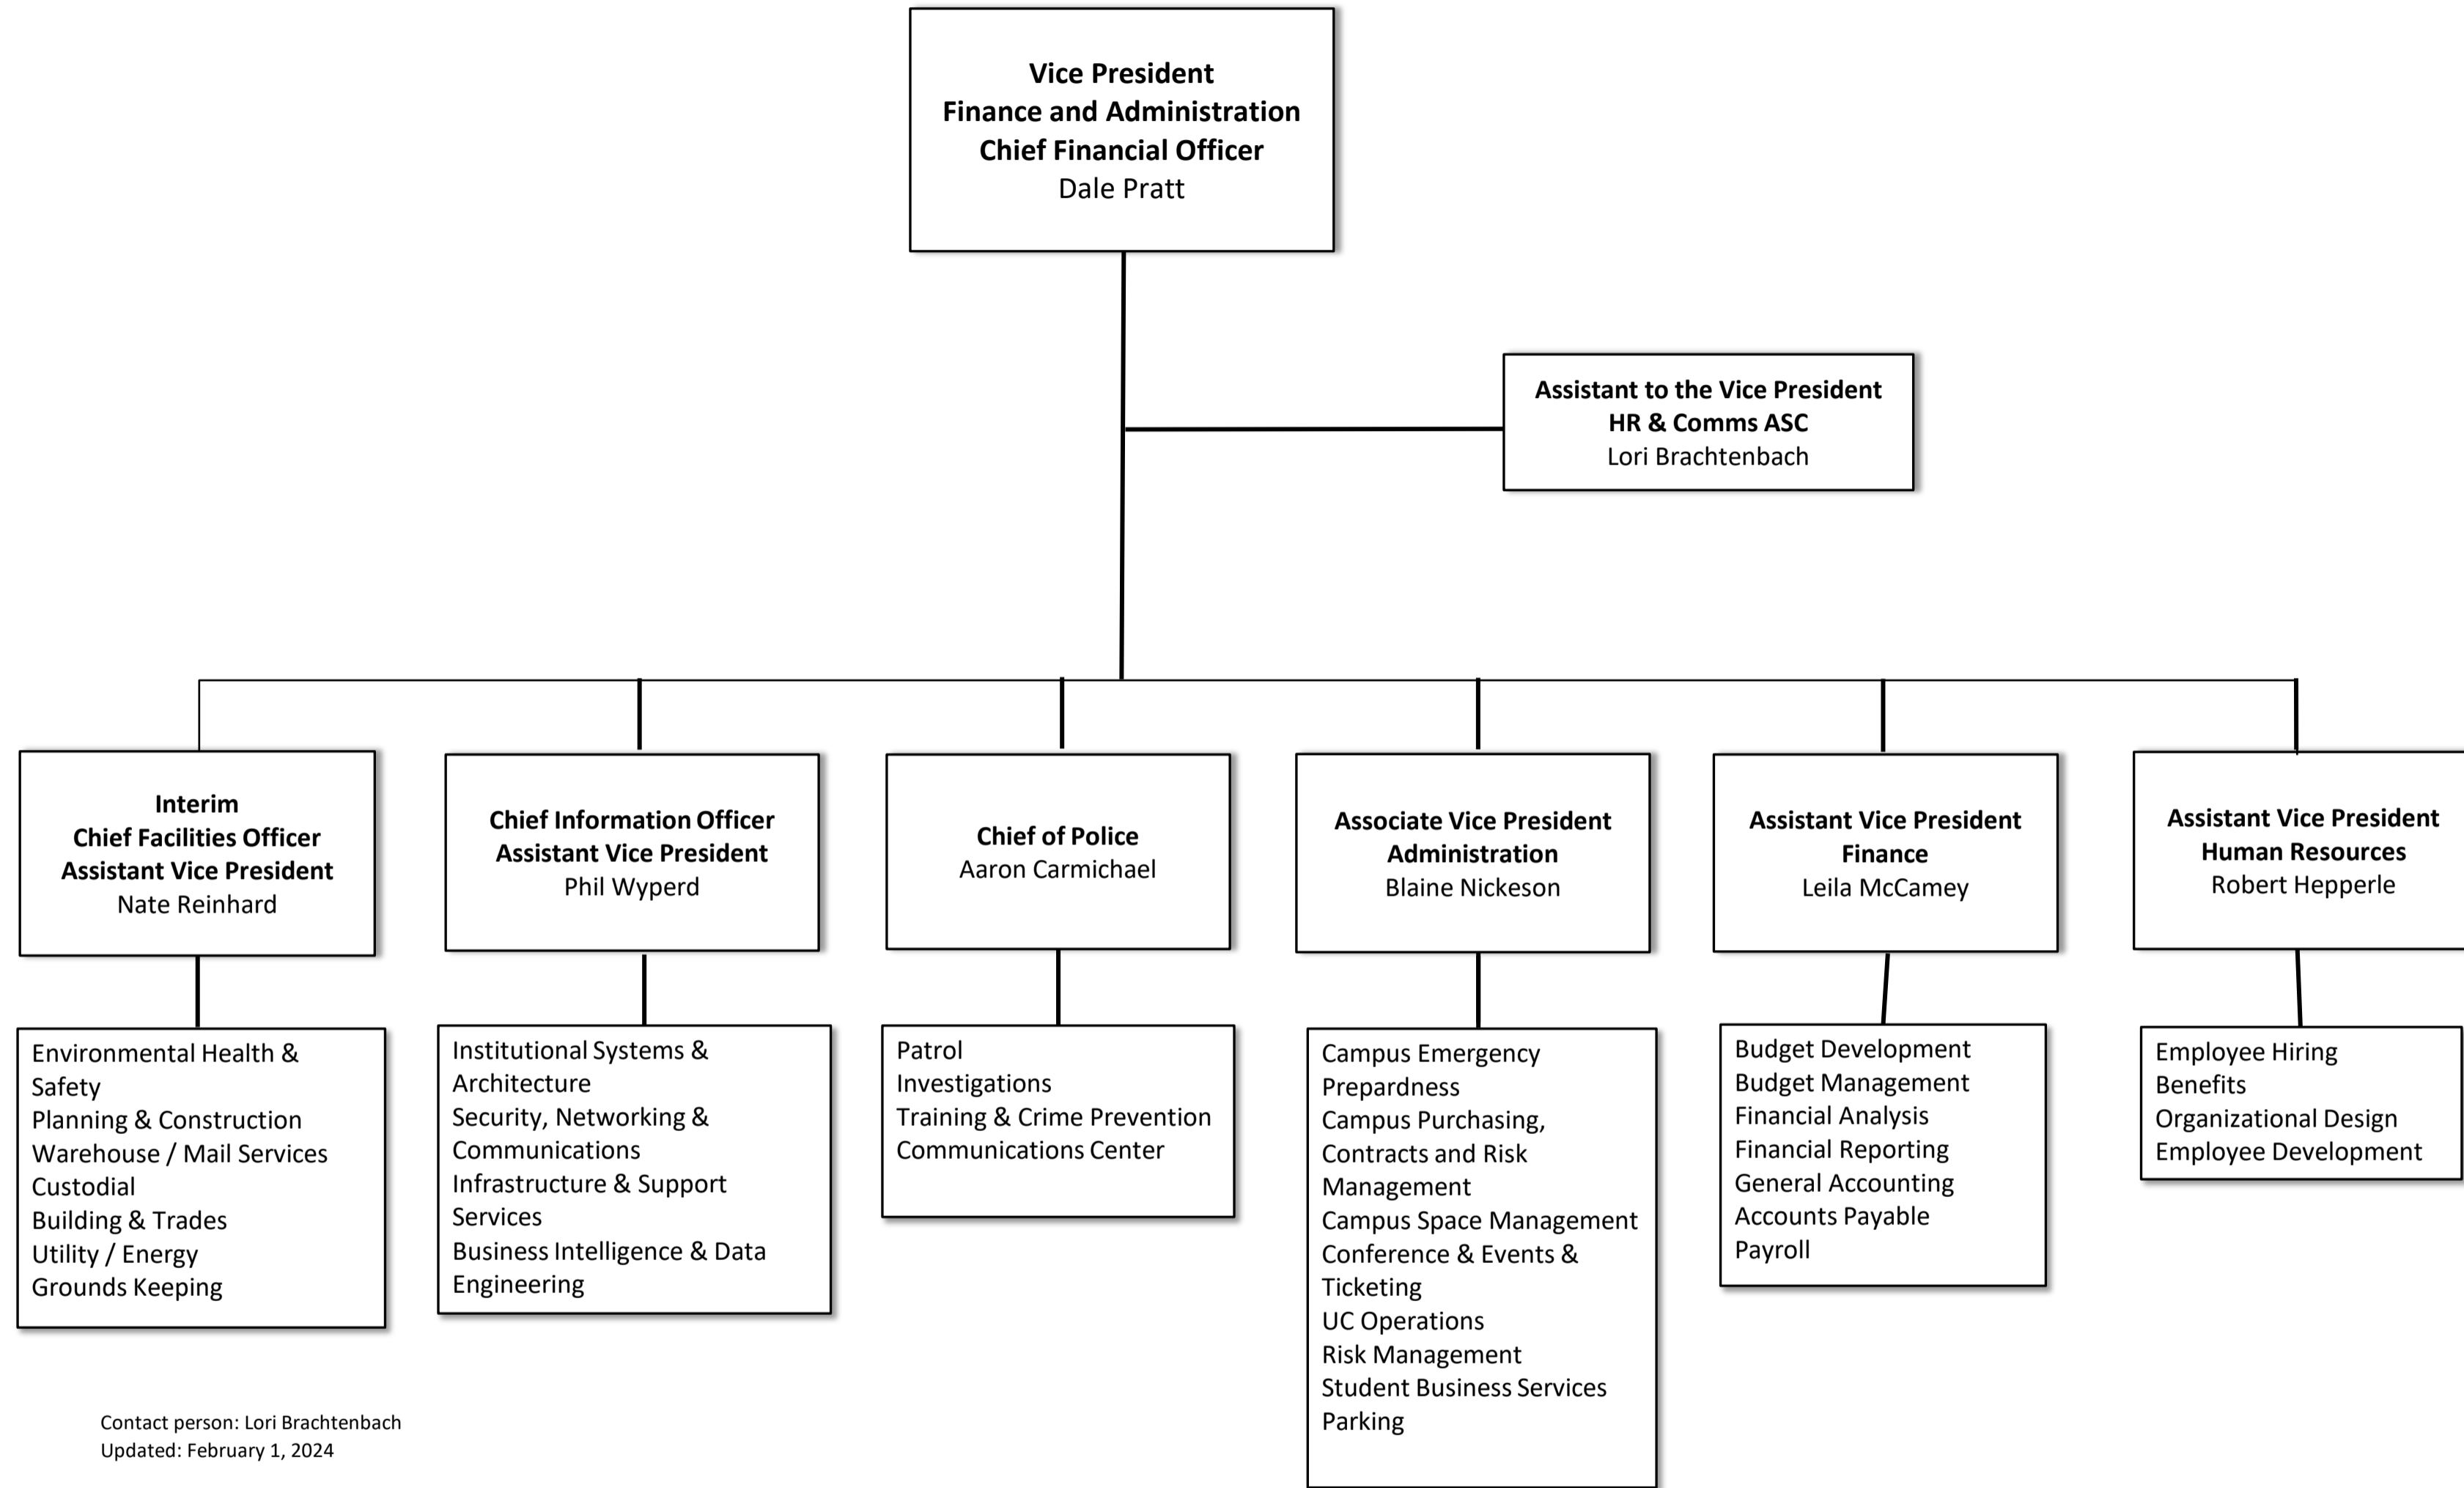 Vice President
Finance and Administration
Chief Financial Officer
Dale Pratt
Assistant to the Vice President
HR & Comms ASC
Lori Brachtenbach
Interim
Chief Facilities Officer
Assistant Vice President
Nate Reinhard
Chief Information Officer
Assistant Vice President
Phil Wyperd
Chief of Police
Aaron Carmichael
Associate Vice President
Administration
Blaine Nickeson
Assistant Vice President
Finance
Leila McCamey
Assistant Vice President
Human Resources
Robert Hepperle
Environmental Health &
Safety
Planning & Construction
Warehouse / Mail Services
Custodial
Building & Trades
Utility / Energy
Grounds Keeping
Institutional Systems &
Architecture
Security, Networking &
Communications
Infrastructure & Support
Services
Business Intelligence & Data
Engineering
Patrol
Investigations
Training & Crime Prevention
Communications Center
Campus Emergency
Prepardness
Campus Purchasing,
Contracts and Risk
Management
Campus Space Management
Conference & Events &
Ticketing
UC Operations
Risk Management
Student Business Services
Parking
Budget Development
Budget Management
Financial Analysis
Financial Reporting
General Accounting
Accounts Payable
Payroll
Employee Hiring
Benefits
Organizational Design
Employee Development
Contact person: Lori Brachtenbach
Updated: February 1, 2024